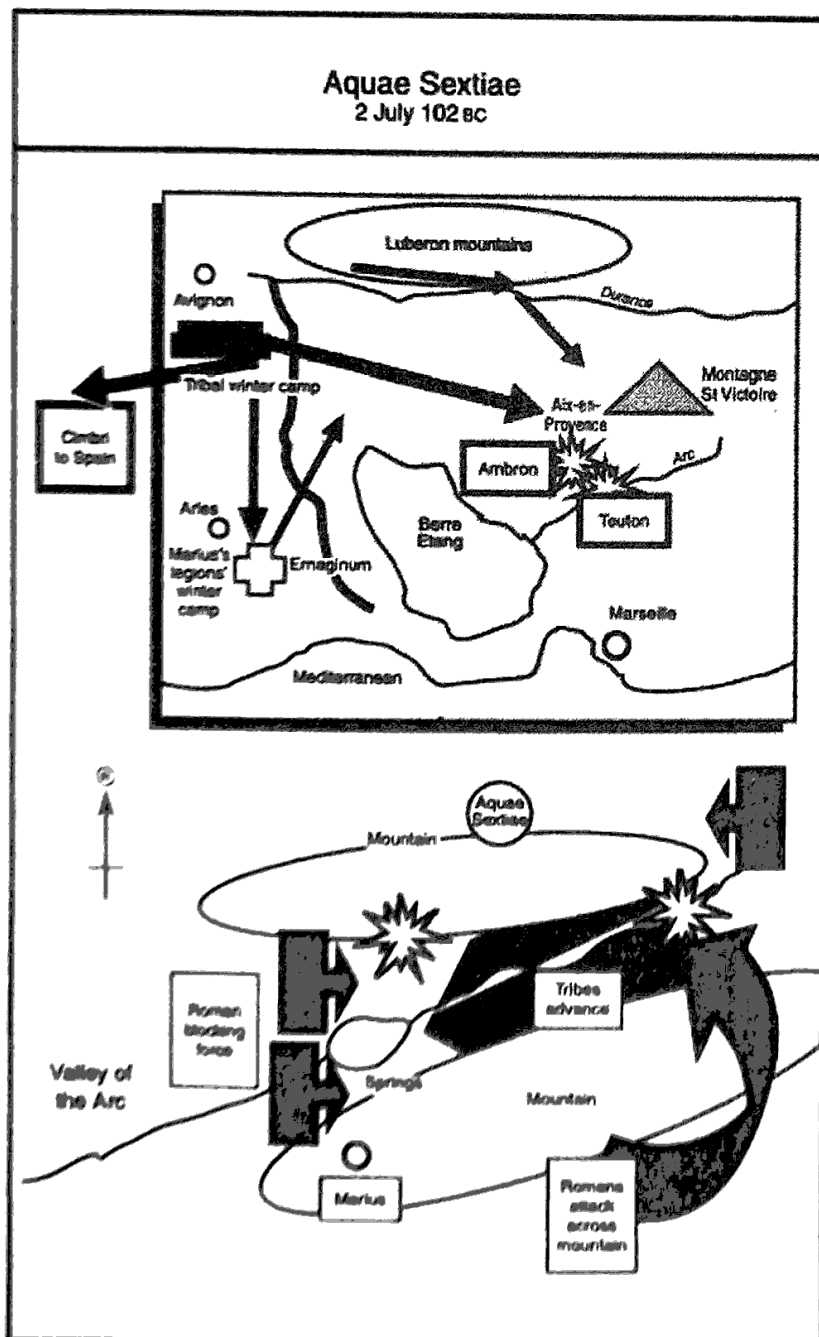 Aquae Sextiae
2 July 102 BC
Luberon mountains
Avignon
Durance
Tribal winter camp
Montagne
St Victoire
Aix-en-
Provence
Cimbri
to Spain
Ambron
Arc
Teuton
Berre
Etang
Arles
Marius's
legions'
winter
camp
Ernaginum
Marseille
Mediterranean
N
Aquae
Sextiae
Mountain
Roman
blocking
force
Tribes
advance
Valley of
the Arc
Springs
Mountain
Marius
Romans
attack
across
mountain